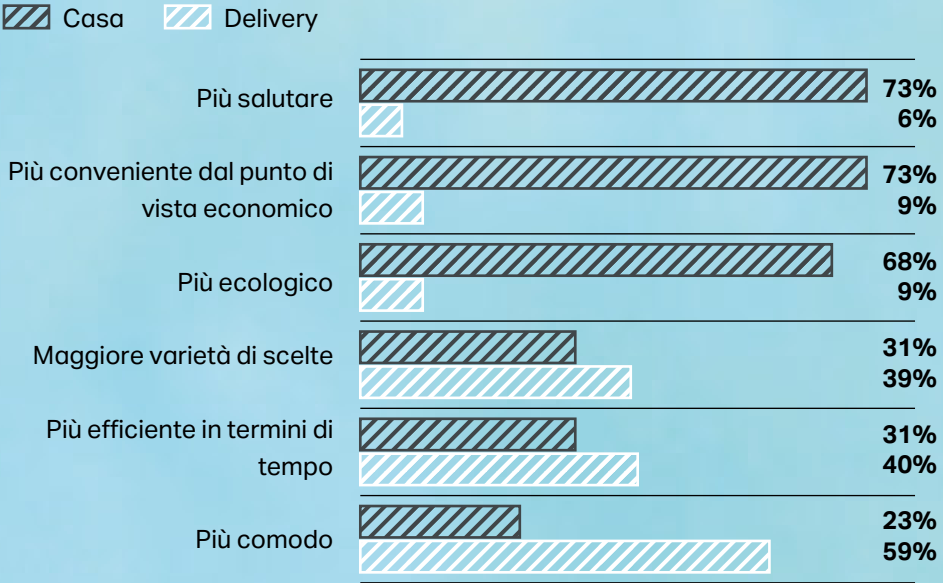 Casa Delivery
Più salutare
73%
6%
Più conveniente dal punto di
vista economico
73%
9%
Più ecologico
68%
9%
Maggiore varietà di scelte
31%
39%
Più efficiente in termini di
tempo
31%
40%
Più comodo
23%
59%